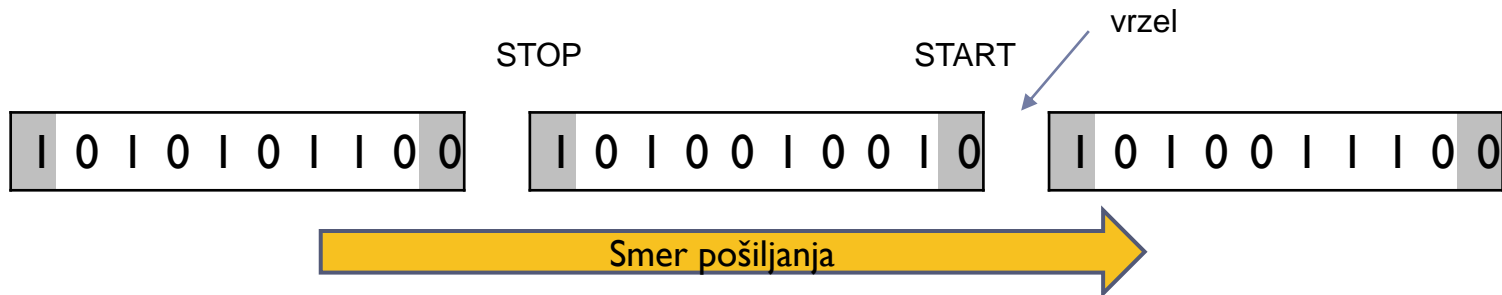 vrzel
STOP START
1 0 1 0 1 0 1 1 0 0 1 0 1 0 0 1 0 0 1 0 1 0 1 0 0 1 1 1 0 0
Smer pošiljanja